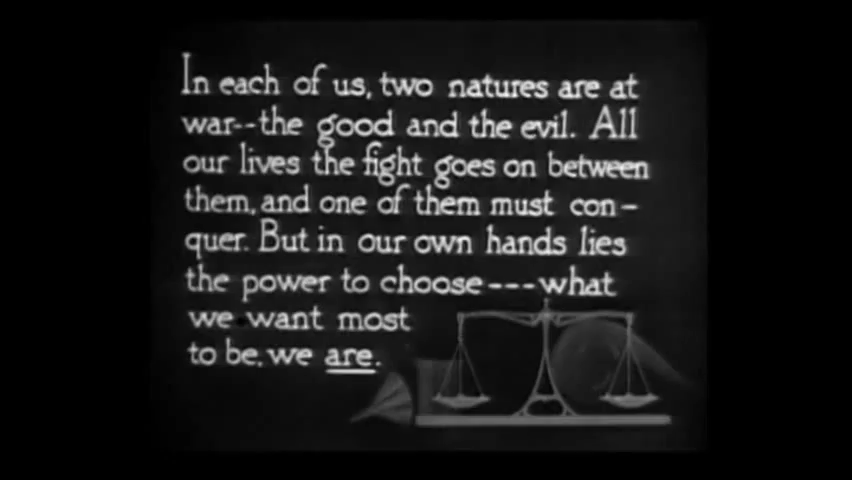 In each of us, two natures are at
war--the good and the evil. All
our lives the fight goes on between
them, and one of them must con-
quer. But in our own hands lies
the power to choose---what
we want most
to be, we are.